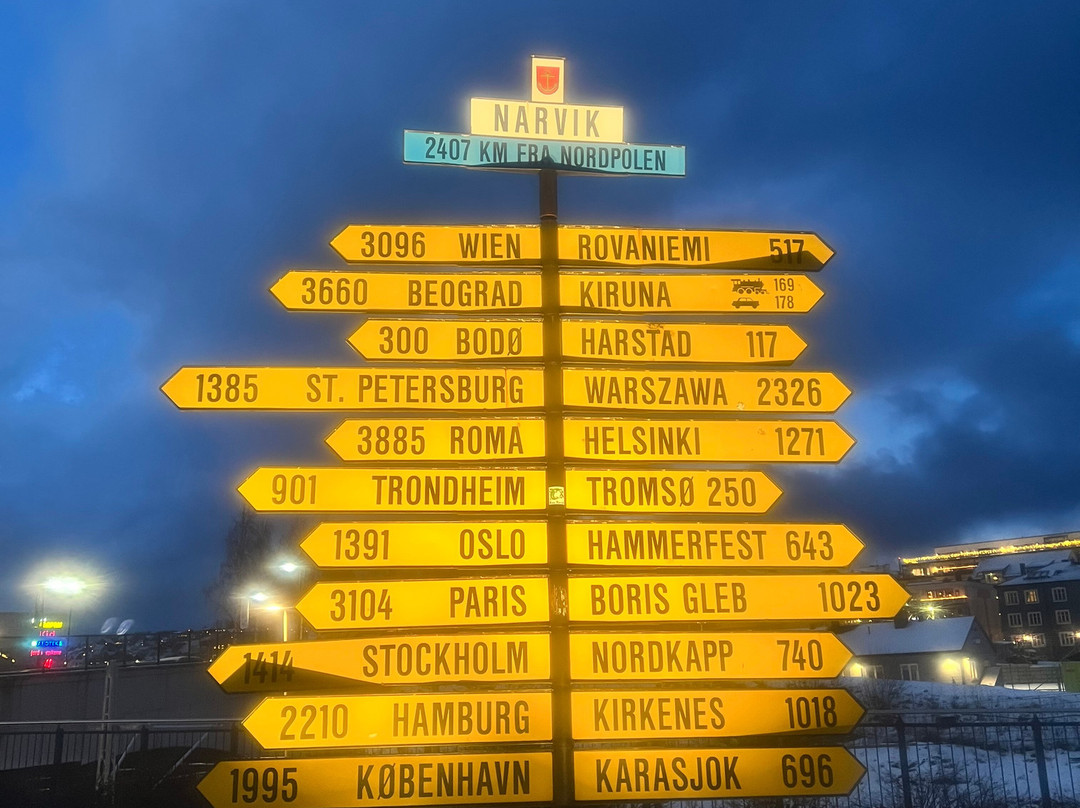 NARVIK
2407 KM FRA NORDPOLEN
3096 WIEN
ROVANIEMI 517
3660 BEOGRAD
KIRUNA 169
178
300 BODØ
HARSTAD 117
1385 ST. PETERSBURG
WARSZAWA 2326
3885 ROMA
HELSINKI 1271
901 TRONDHEIM
TROMSØ 250
1391 OSLO
HAMMERFEST 643
3104 PARIS
BORIS GLEB 1023
1414 STOCKHOLM
NORDKAPP 740
2210 HAMBURG
KIRKENES 1018
1995 KØBENHAVN
KARASJOK 696